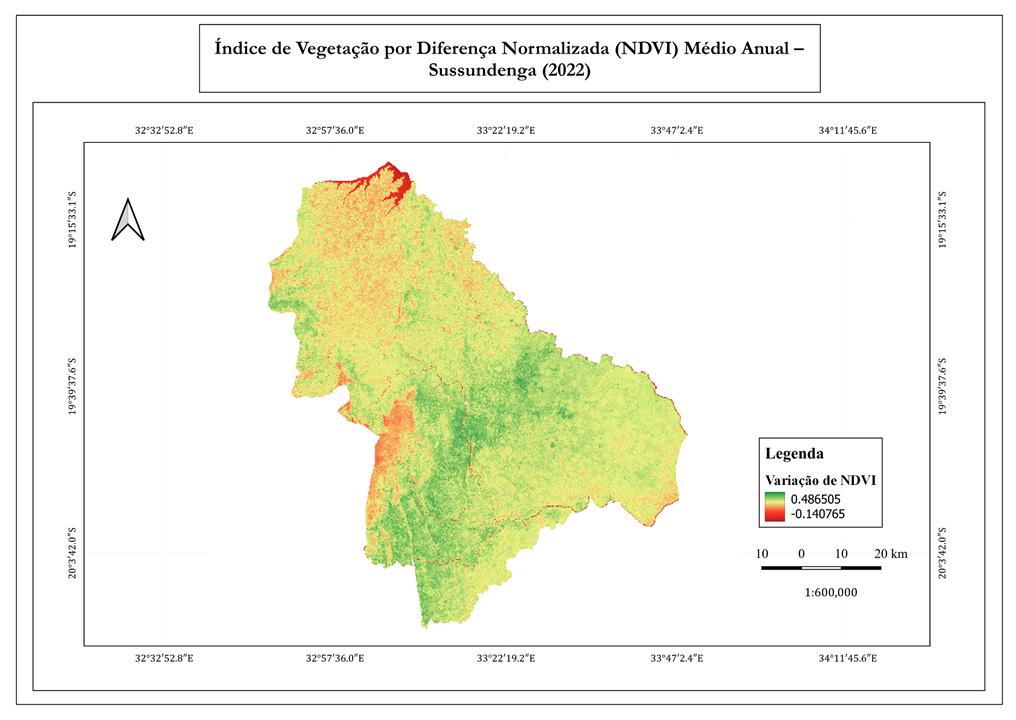 Índice de Vegetação por Diferença Normalizada (NDVI) Médio Anual –
Sussundenga (2022)
32°32′52.8″E 32°57′36.0″E 33°22′19.2″E 33°47′2.4″E 34°11′45.6″E
19°15′33.1″S
19°15′33.1″S
19°39′37.6″S
19°39′37.6″S
20°3′42.0″S
20°3′42.0″S
Legenda
Variação de NDVI
0.486505
-0.140765
10 0 10 20 km
1:600,000
32°32′52.8″E 32°57′36.0″E 33°22′19.2″E 33°47′2.4″E 34°11′45.6″E